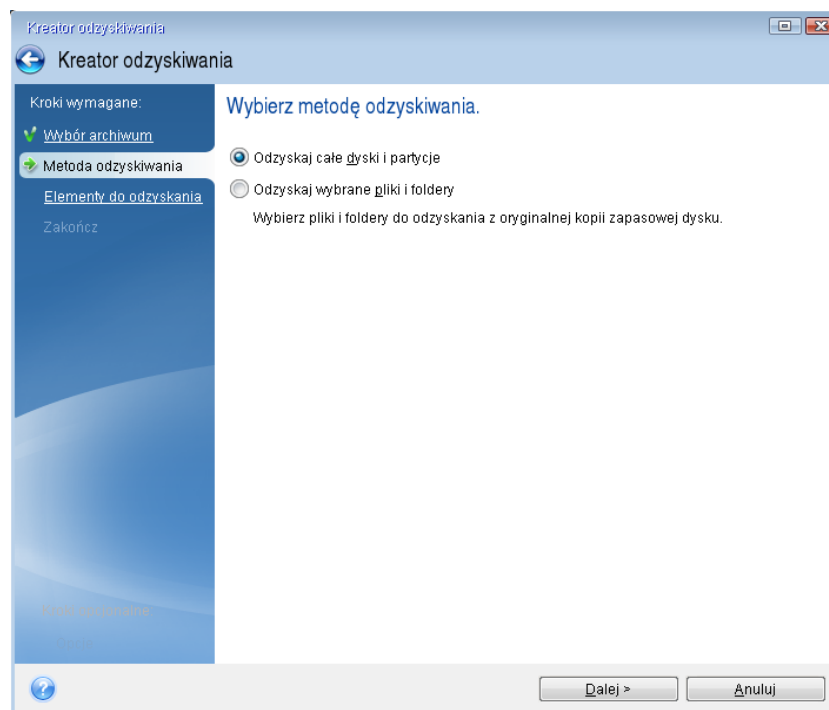 Kreator odzyskiwania
Kreator odzyskiwania
Kroki wymagane:
Wybór archiwum
Metoda odzyskiwania
Elementy do odzyskania
Zakończ
Wybierz metodę odzyskiwania.
Odzyskaj całe dyski i partycje
Odzyskaj wybrane pliki i foldery
Wybierz pliki i foldery do odzyskania z oryginalnej kopii zapasowej dysku.
Dalej >
Anuluj